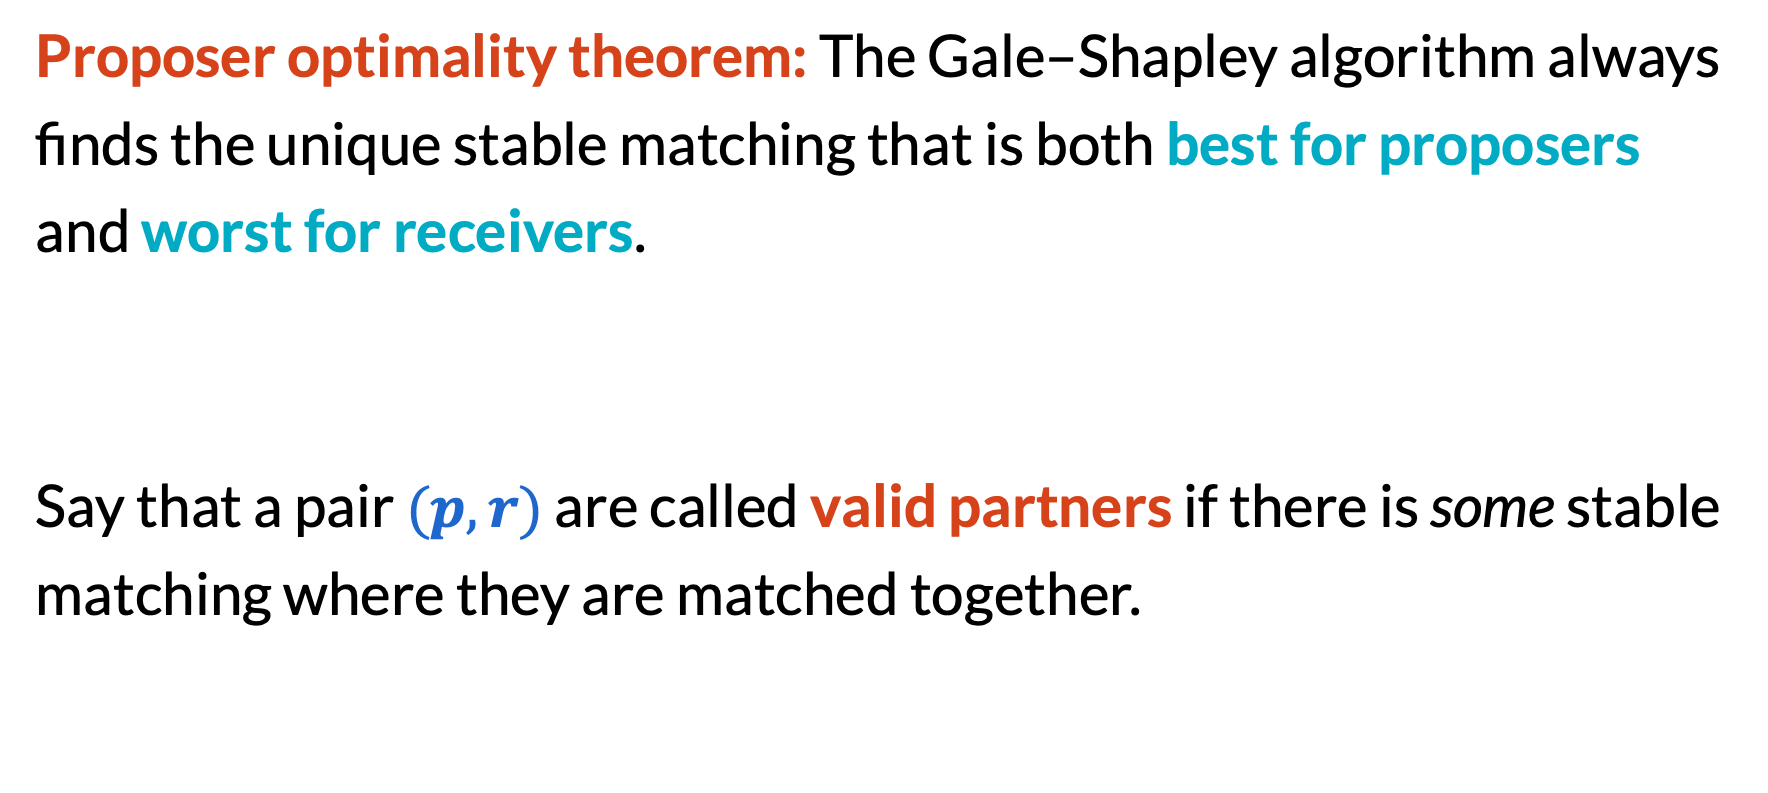 Proposer optimality theorem: The Gale–Shapley algorithm always
finds the unique stable matching that is both best for proposers
and worst for receivers.
Say that a pair (p, r) are called valid partners if there is some stable
matching where they are matched together.